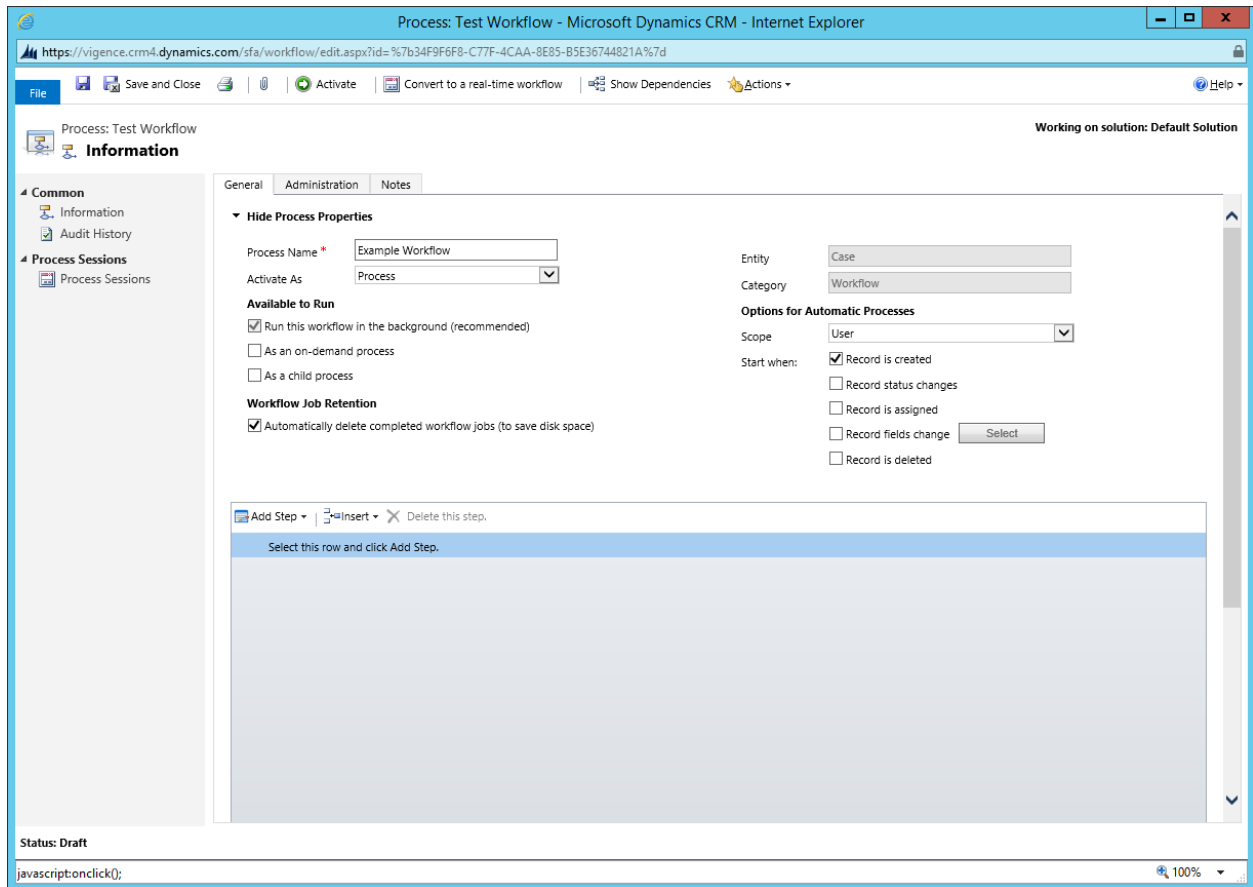 Process: Test Workflow - Microsoft Dynamics CRM - Internet Explorer
https://vigence.crm4.dynamics.com/sfa/workflow/edit.aspx?id=%7b34F9F6F8-C77F-4CAA-8E85-B5E36744821A%7d
File Save and Close Activate Convert to a real-time workflow Show Dependencies Actions Help
Process: Test Workflow
Information
Working on solution: Default Solution
Common
Information
Audit History
Process Sessions
Process Sessions
General Administration Notes
Hide Process Properties
Process Name * Example Workflow
Activate As Process
Available to Run
Run this workflow in the background (recommended)
As an on-demand process
As a child process
Workflow Job Retention
Automatically delete completed workflow jobs (to save disk space)
Entity Case
Category Workflow
Options for Automatic Processes
Scope User
Start when: Record is created
Record status changes
Record is assigned
Record fields change Select
Record is deleted
Add Step Insert Delete this step.
Select this row and click Add Step.
Status: Draft
javascript:onclick(); 100%